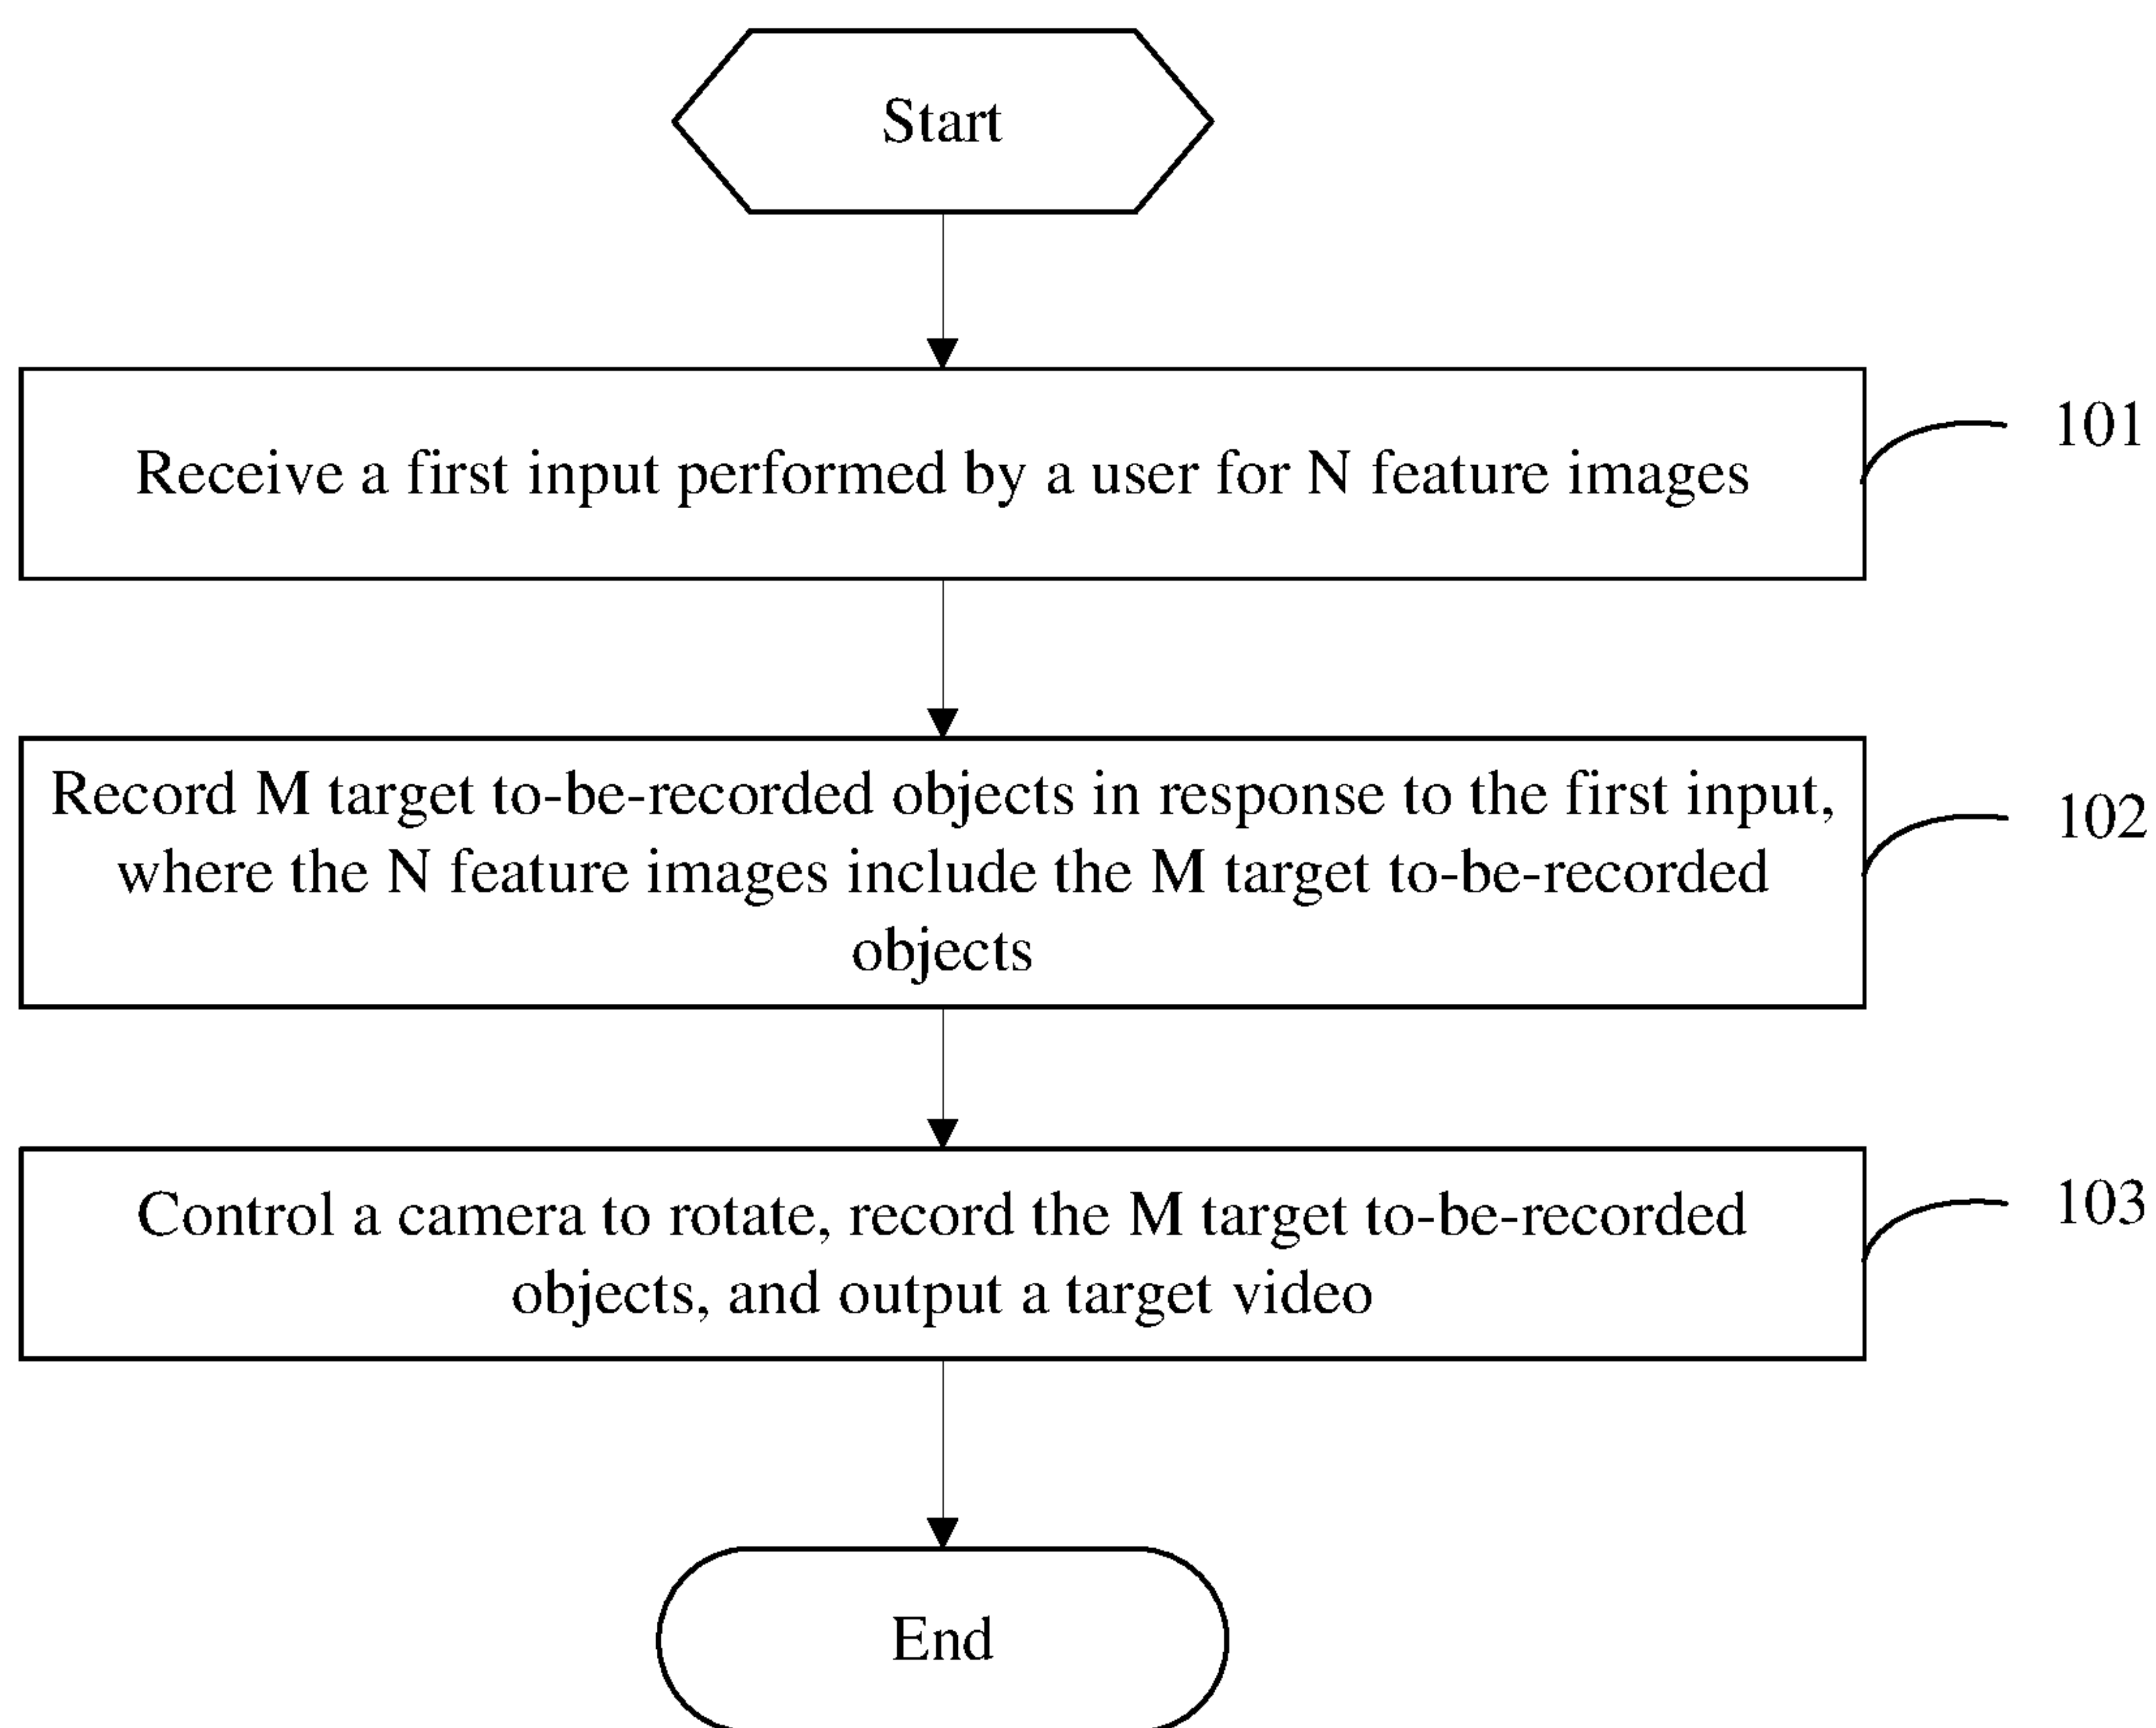 Start
Receive a first input performed by a user for N feature images
101
Record M target to-be-recorded objects in response to the first input,
where the N feature images include the M target to-be-recorded
objects
102
Control a camera to rotate, record the M target to-be-recorded
objects, and output a target video
103
End